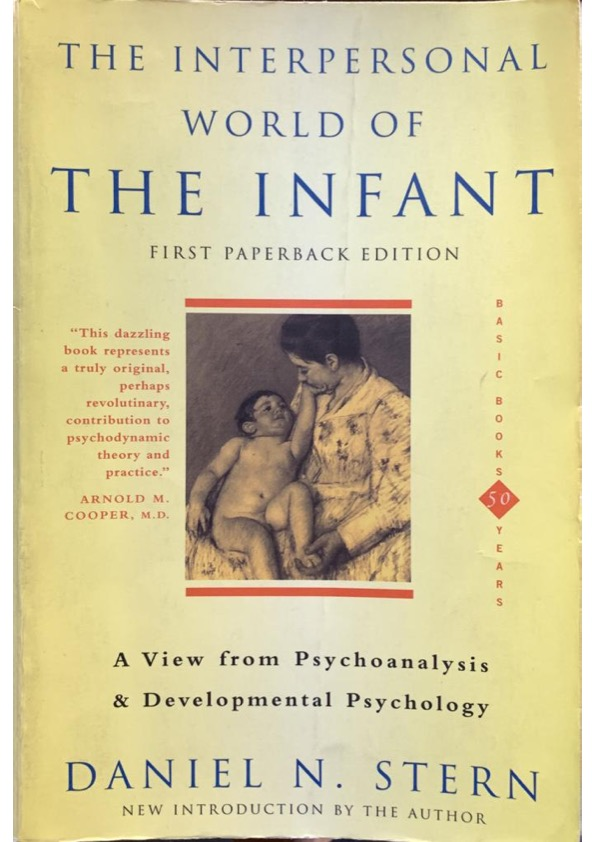 THE INTERPERSONAL
WORLD OF
THE INFANT
FIRST PAPERBACK EDITION
“This dazzling
book represents
a truly original,
perhaps
revolutinary,
contribution to
psychodynamic
theory and
practice.”
ARNOLD M.
COOPER, M.D.
BASIC BOOKS
50
YEARS
A View from Psychoanalysis
& Developmental Psychology
DANIEL N. STERN
NEW INTRODUCTION BY THE AUTHOR